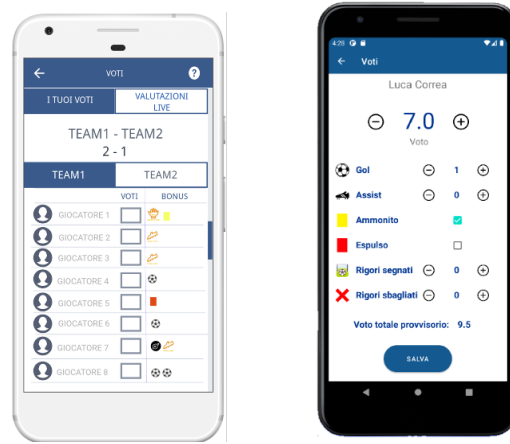 VOTI
?
I TUOI VOTI
VALUTAZIONI
LIVE
TEAM1 - TEAM2
2 - 1
TEAM1
TEAM2
VOTI BONUS
GIOCATORE 1
GIOCATORE 2
GIOCATORE 3
GIOCATORE 4
GIOCATORE 5
GIOCATORE 6
GIOCATORE 7
GIOCATORE 8
4:28
Voti
Luca Correa
7.0
Voto
Gol 1
Assist 0
Ammonito
Espulso
Rigori segnati 0
Rigori sbagliati 0
Voto totale provvisorio: 9.5
SALVA